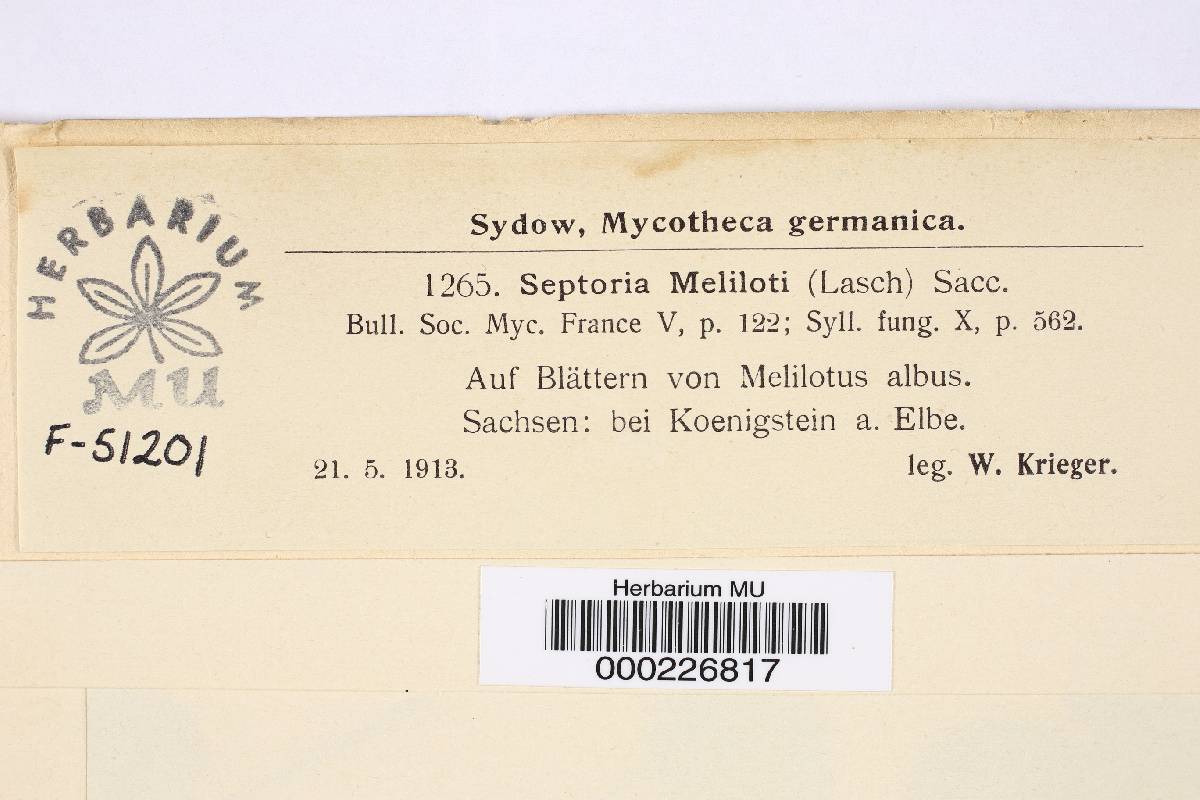 HERBARIUM
MU
F-51201
Sydow, Mycotheca germanica.
1265. Septoria Meliloti (Lasch) Sacc.
Bull. Soc. Myc. France V, p. 122; Syll. fung. X, p. 562.
Auf Blättern von Melilotus albus.
Sachsen: bei Koenigstein a. Elbe.
21. 5. 1913. leg. W. Krieger.
Herbarium MU
000226817